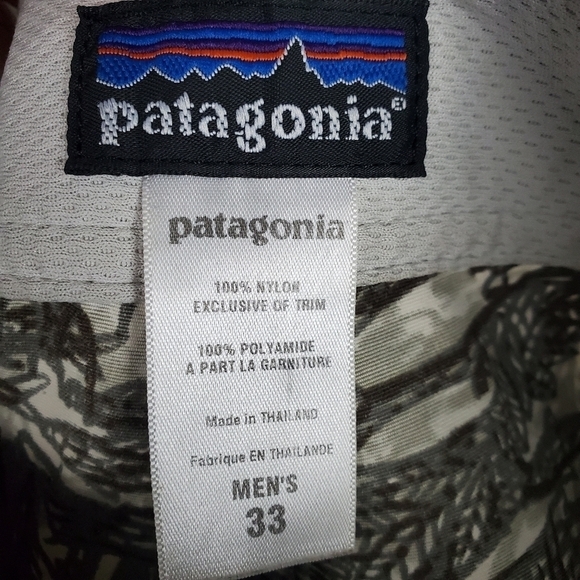 patagonia®
patagonia
100% NYLON
EXCLUSIVE OF TRIM
100% POLYAMIDE
A PART LA GARNITURE
Made in THAILAND
Fabrique EN THAILANDE
MEN'S
33